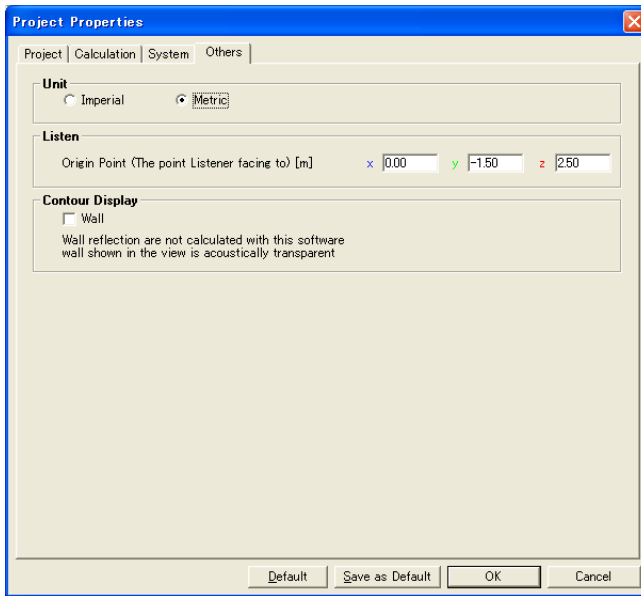 Project Properties
Project Calculation System Others
Unit
Imperial Metric
Listen
Origin Point (The point Listener facing to) [m] x 0.00 y -1.50 z 2.50
Contour Display
Wall
Wall reflection are not calculated with this software
wall shown in the view is acoustically transparent
Default Save as Default OK Cancel